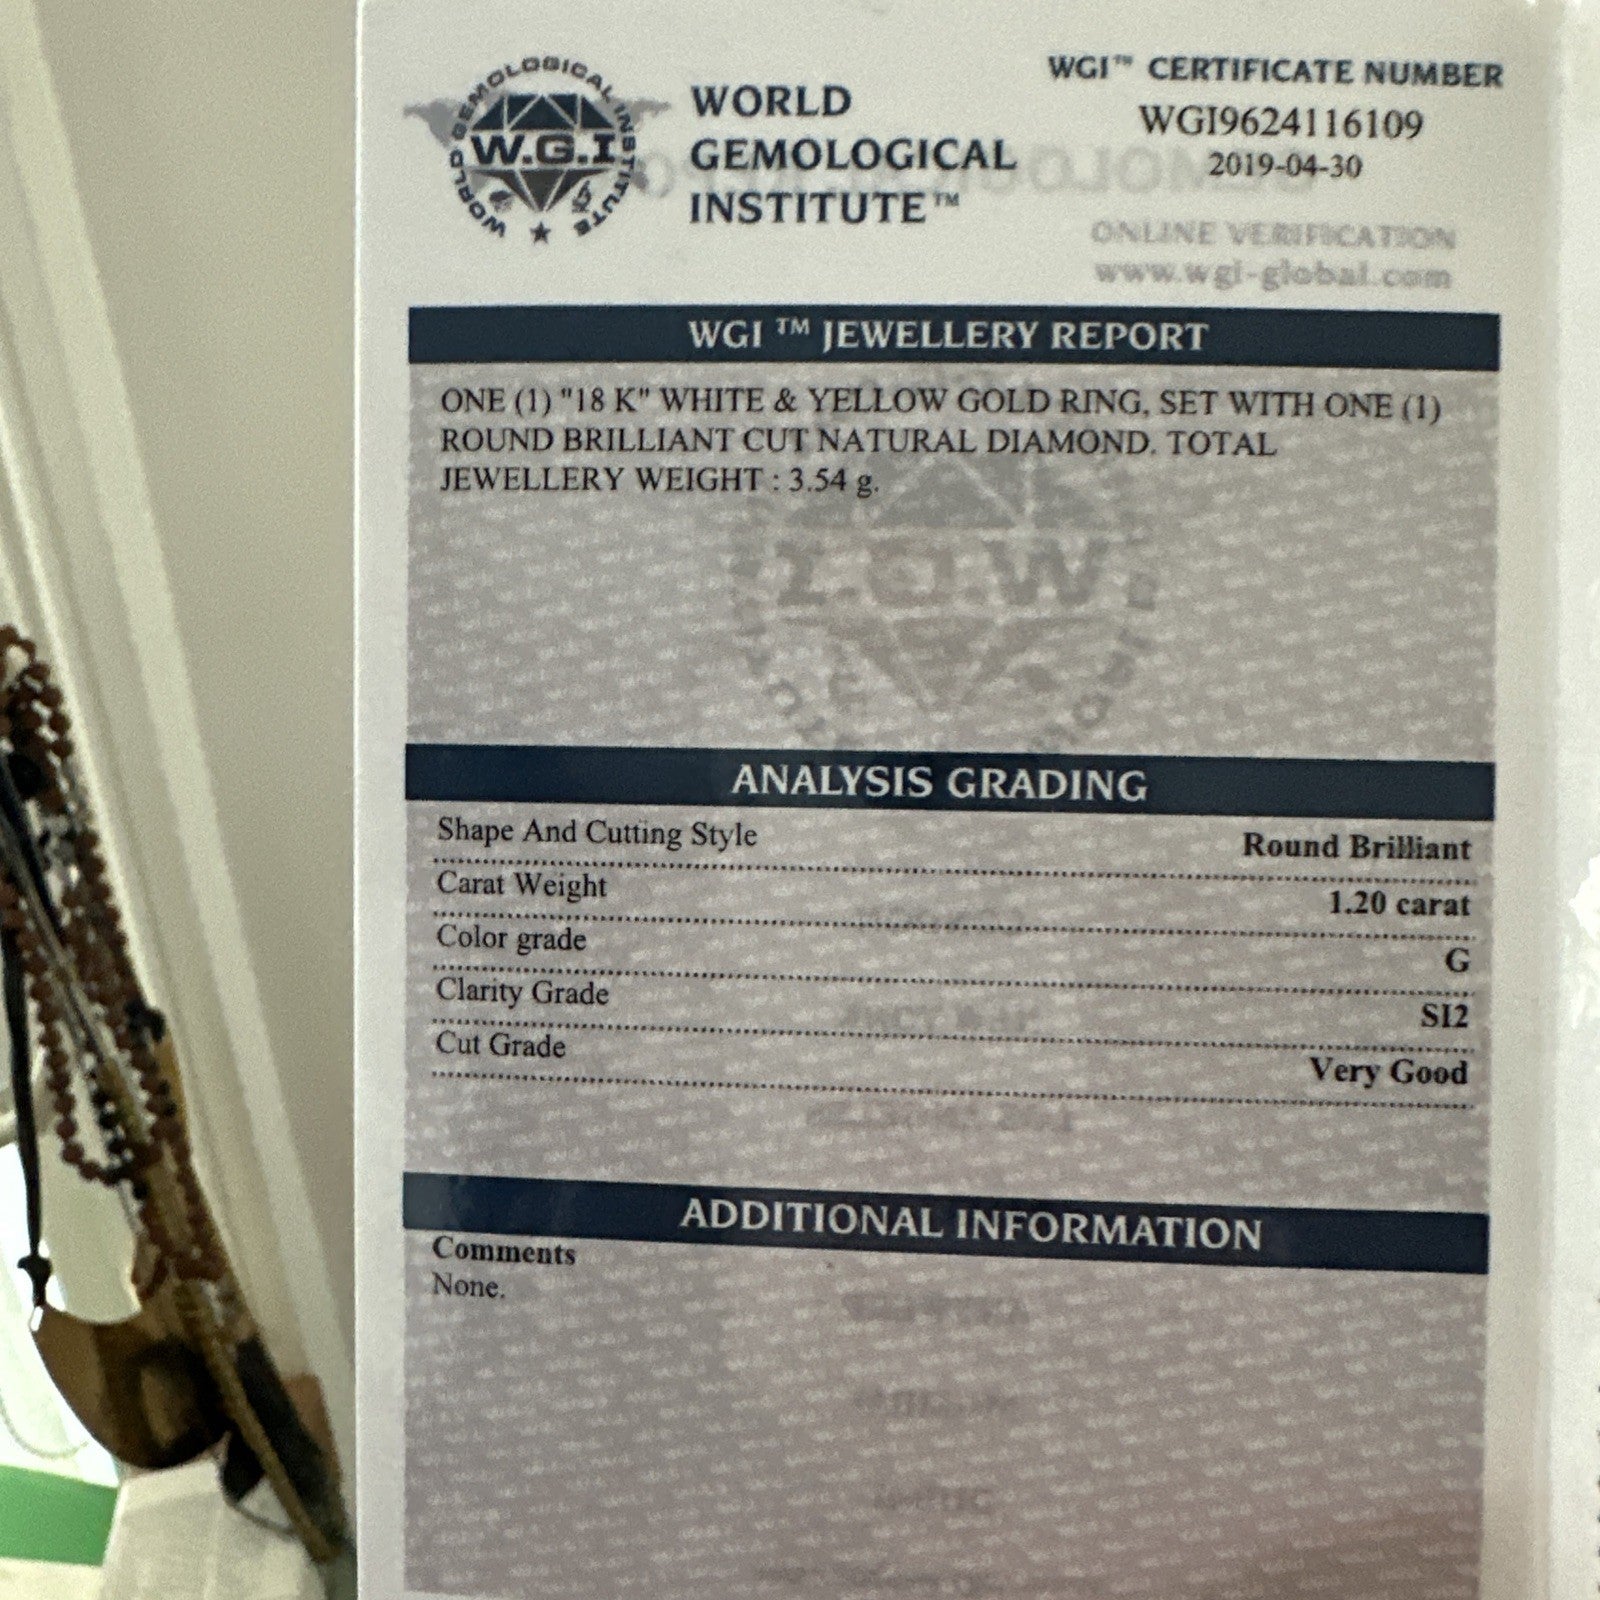 WORLD GEMOLOGICAL INSTITUTE
W.G.I
WORLD
GEMOLOGICAL
INSTITUTE™
WGI™ CERTIFICATE NUMBER
WGI9624116109
2019-04-30
ONLINE VERIFICATION
www.wgi-global.com
WGI ™ JEWELLERY REPORT
ONE (1) "18 K" WHITE & YELLOW GOLD RING, SET WITH ONE (1)
ROUND BRILLIANT CUT NATURAL DIAMOND. TOTAL
JEWELLERY WEIGHT : 3.54 g.
ANALYSIS GRADING
Shape And Cutting Style Round Brilliant
Carat Weight 1.20 carat
Color grade G
Clarity Grade SI2
Cut Grade Very Good
ADDITIONAL INFORMATION
Comments
None.